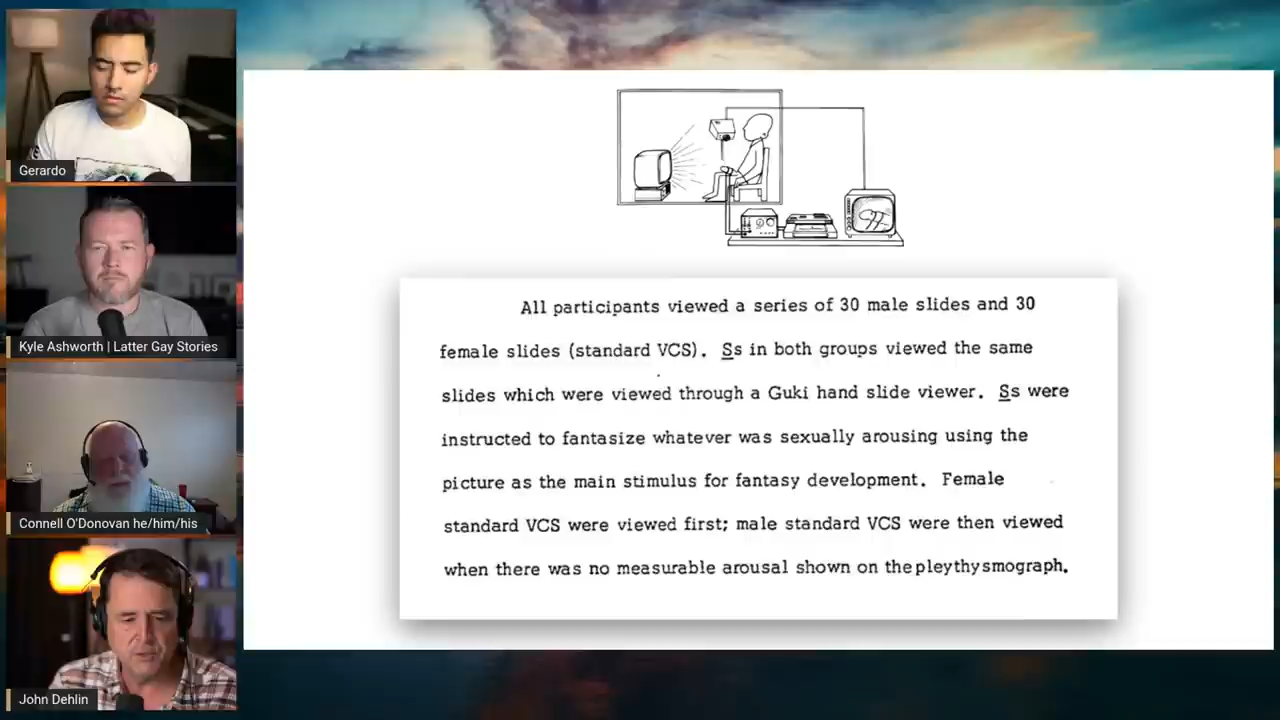 Gerardo
Kyle Ashworth | Latter Gay Stories
Connell O'Donovan he/him/his
John Dehlin
All participants viewed a series of 30 male slides and 30
female slides (standard VCS). Ss in both groups viewed the same
slides which were viewed through a Guki hand slide viewer. Ss were
instructed to fantasize whatever was sexually arousing using the
picture as the main stimulus for fantasy development. Female
standard VCS were viewed first; male standard VCS were then viewed
when there was no measurable arousal shown on the pleythysmograph.